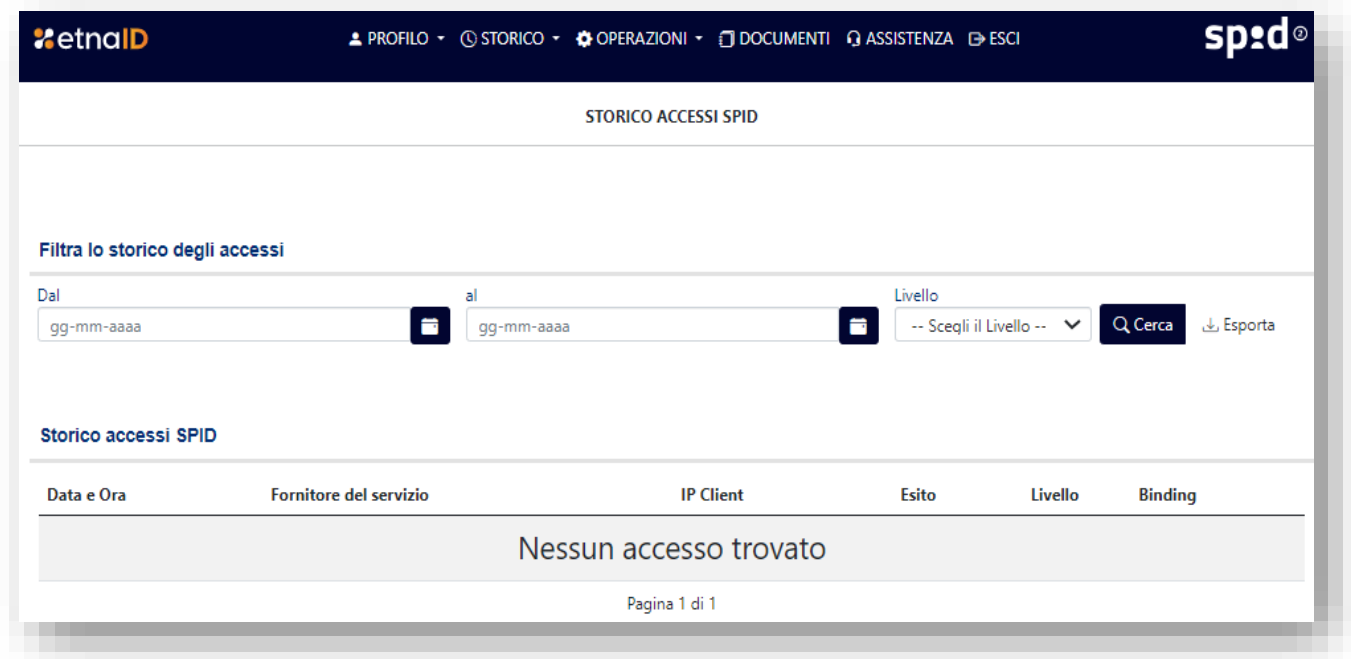 etnaID PROFILO STORICO OPERAZIONI DOCUMENTI ASSISTENZA ESCI spid 2
STORICO ACCESSI SPID
Filtra lo storico degli accessi
Dal al Livello
gg-mm-aaaa gg-mm-aaaa -- Scegli il Livello -- Cerca Esporta
Storico accessi SPID
Data e Ora Fornitore del servizio IP Client Esito Livello Binding
Nessun accesso trovato
Pagina 1 di 1